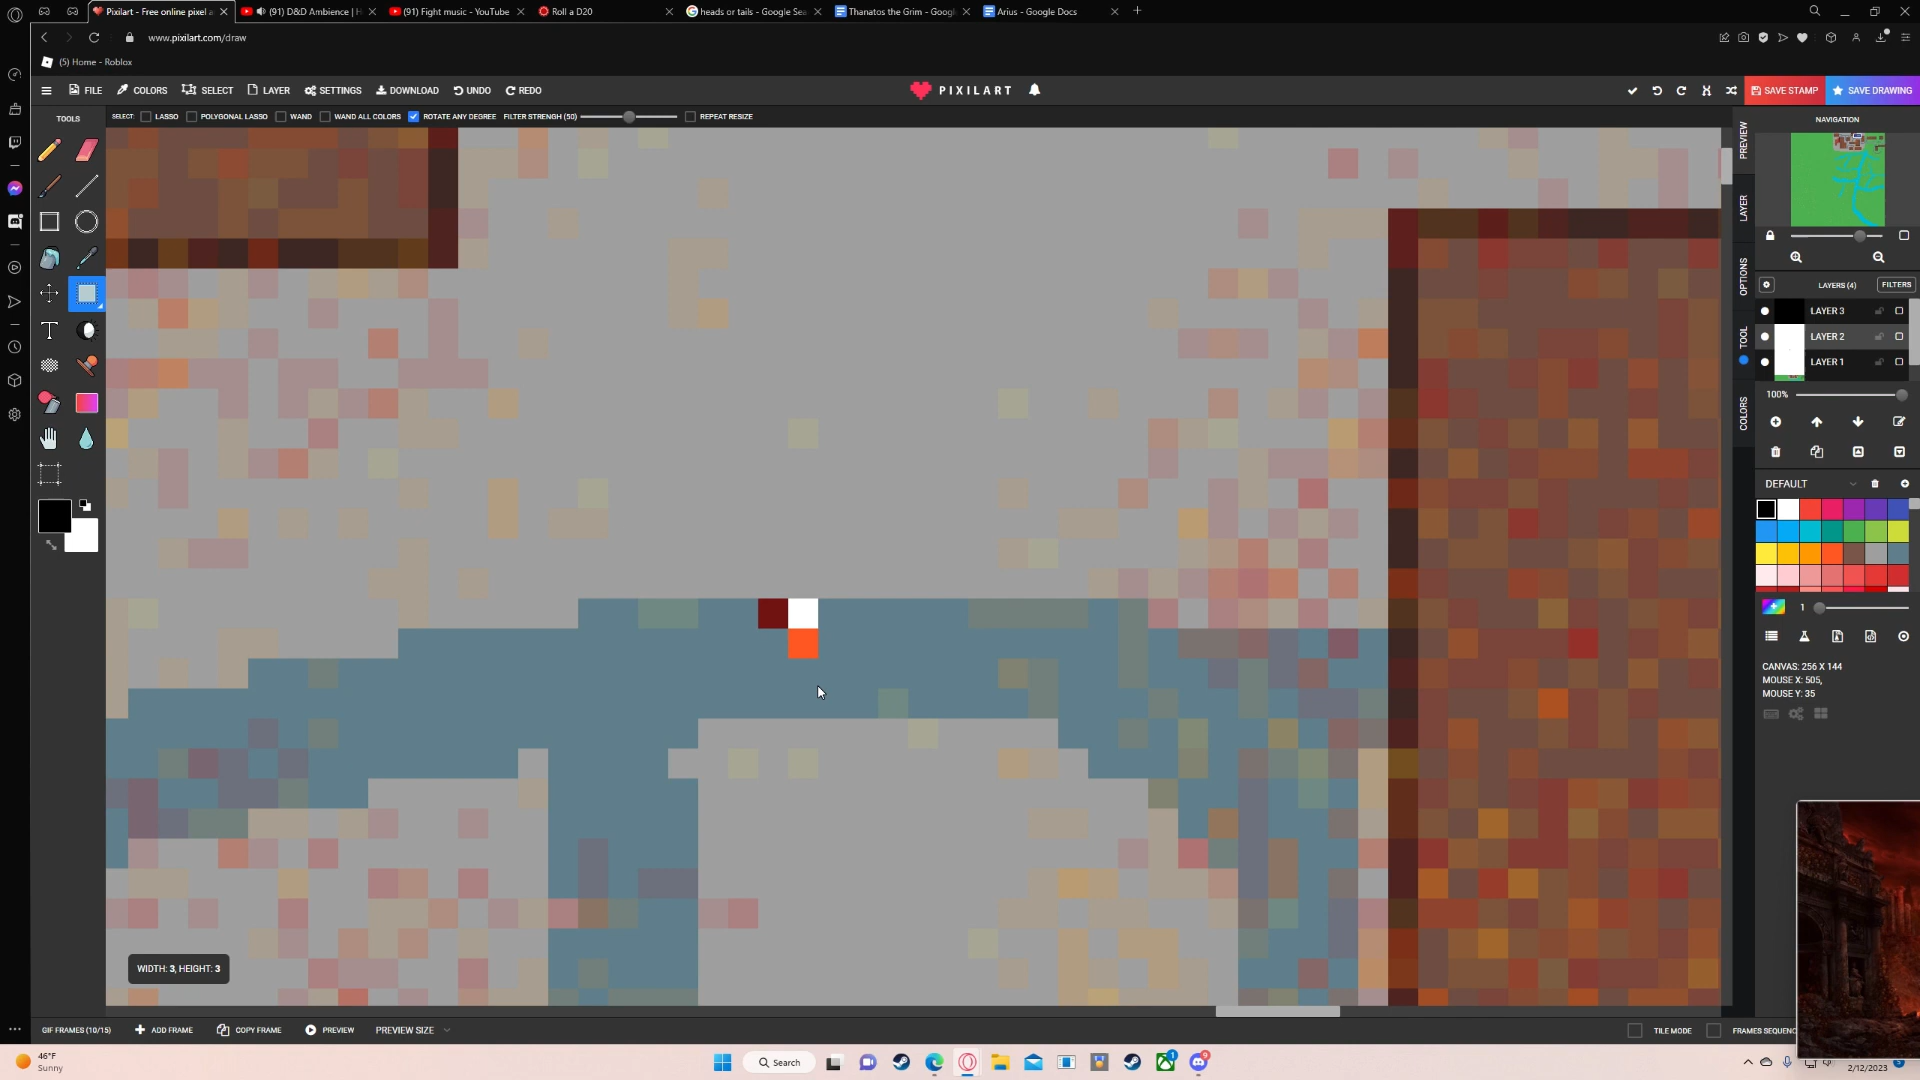 Pixilart - Free online pixel a
(91) D&D Ambience | H
(91) Fight music - YouTube
Roll a D20
heads or tails - Google Sea
Thanatos the Grim - Googl
Arius - Google Docs
www.pixilart.com/draw
(5) Home - Roblox
FILE COLORS SELECT LAYER SETTINGS DOWNLOAD UNDO REDO
PIXILART
SAVE STAMP SAVE DRAWING
TOOLS
SELECT: LASSO POLYGONAL LASSO WAND WAND ALL COLORS ROTATE ANY DEGREE FILTER STRENGH (50) REPEAT RESIZE
NAVIGATION
PREVIEW
LAYER
OPTIONS
TOOL
COLORS
LAYERS (4) FILTERS
LAYER 3
LAYER 2
LAYER 1
100%
DEFAULT
1
CANVAS: 256 X 144
MOUSE X: 505,
MOUSE Y: 35
WIDTH: 3, HEIGHT: 3
GIF FRAMES (10/15) ADD FRAME COPY FRAME PREVIEW PREVIEW SIZE
TILE MODE FRAMES SEQUENC
46°F
Sunny
Search
1
9
2/12/2023